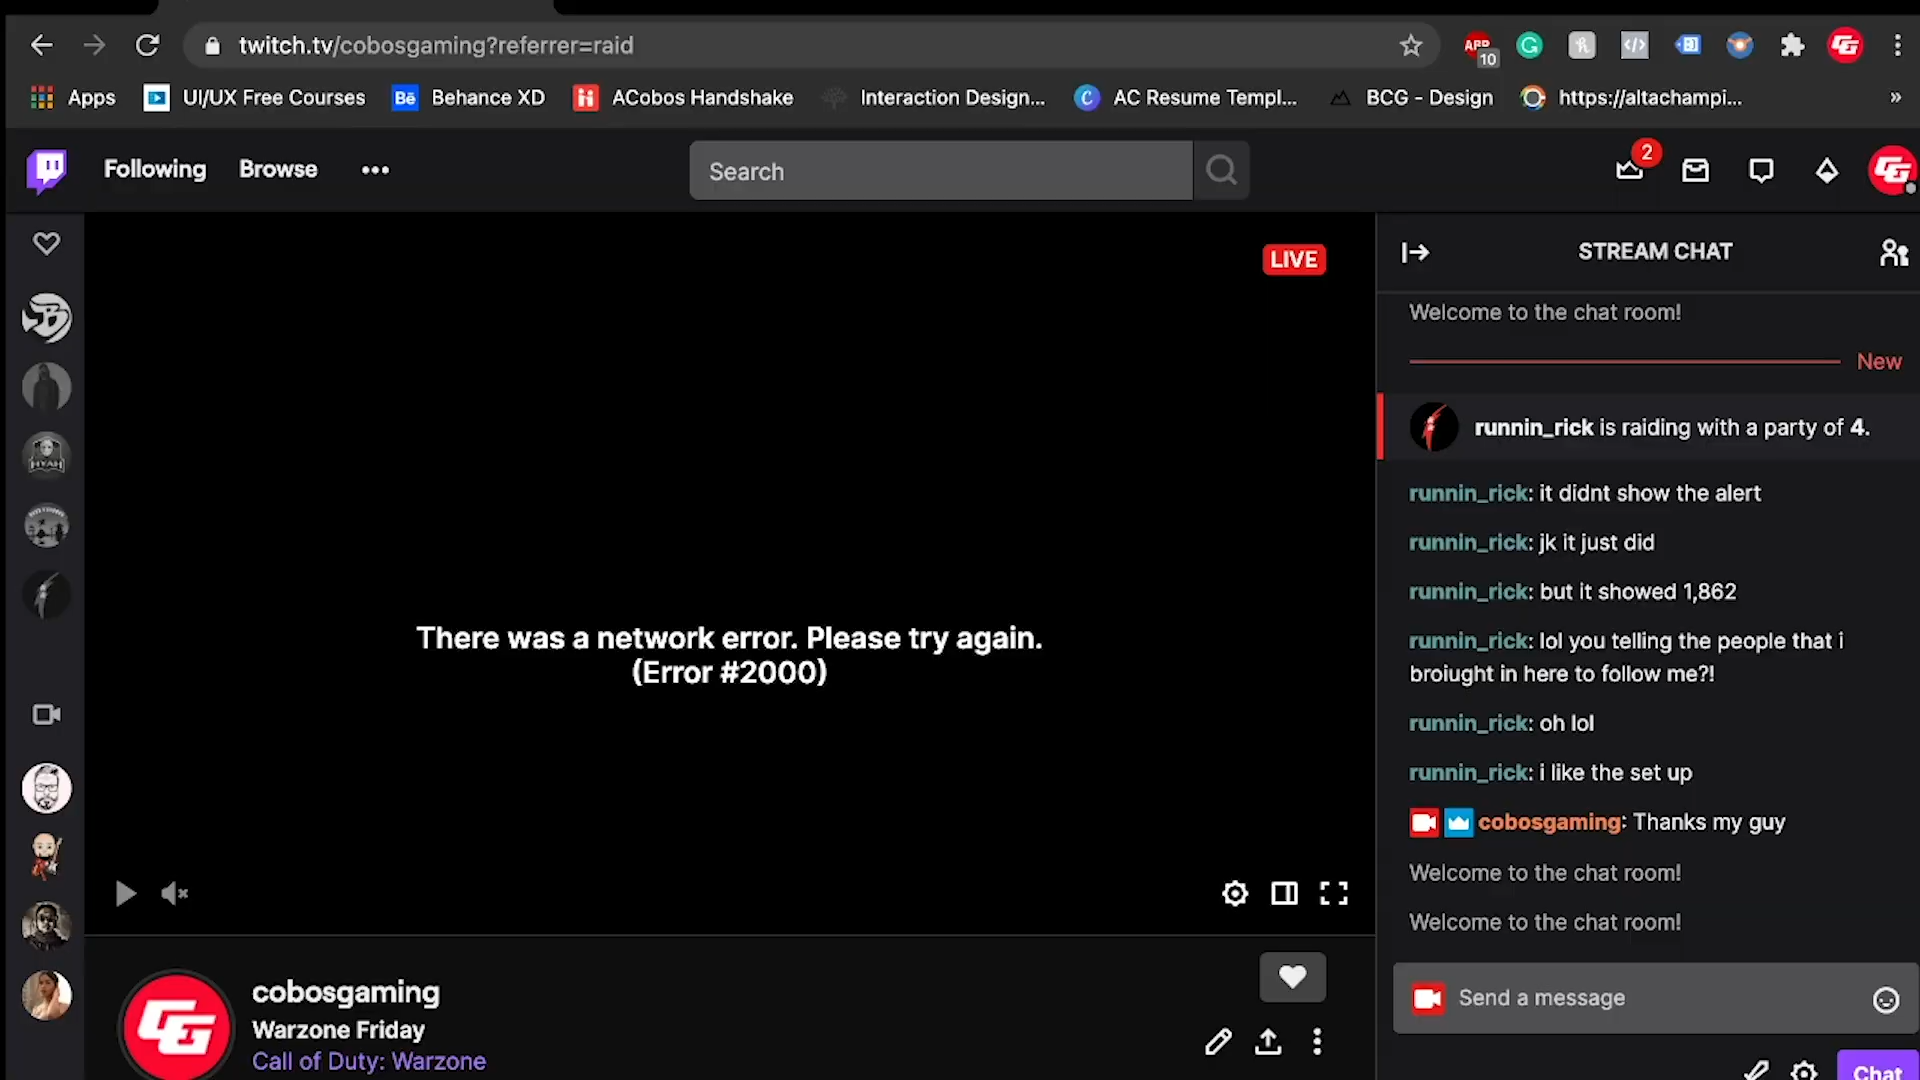 twitch.tv/cobosgaming?referrer=raid
ABP
10
Apps
UI/UX Free Courses
Bē Behance XD
ACobos Handshake
Interaction Design...
AC Resume Templ...
BCG - Design
https://altachampi...
»
Following
Browse
Search
2
LIVE
STREAM CHAT
Welcome to the chat room!
New
runnin_rick is raiding with a party of 4.
runnin_rick: it didnt show the alert
runnin_rick: jk it just did
runnin_rick: but it showed 1,862
runnin_rick: lol you telling the people that i
broiught in here to follow me?!
runnin_rick: oh lol
runnin_rick: i like the set up
cobosgaming: Thanks my guy
Welcome to the chat room!
Welcome to the chat room!
Send a message
Chat
There was a network error. Please try again.
(Error #2000)
CG
cobosgaming
Warzone Friday
Call of Duty: Warzone